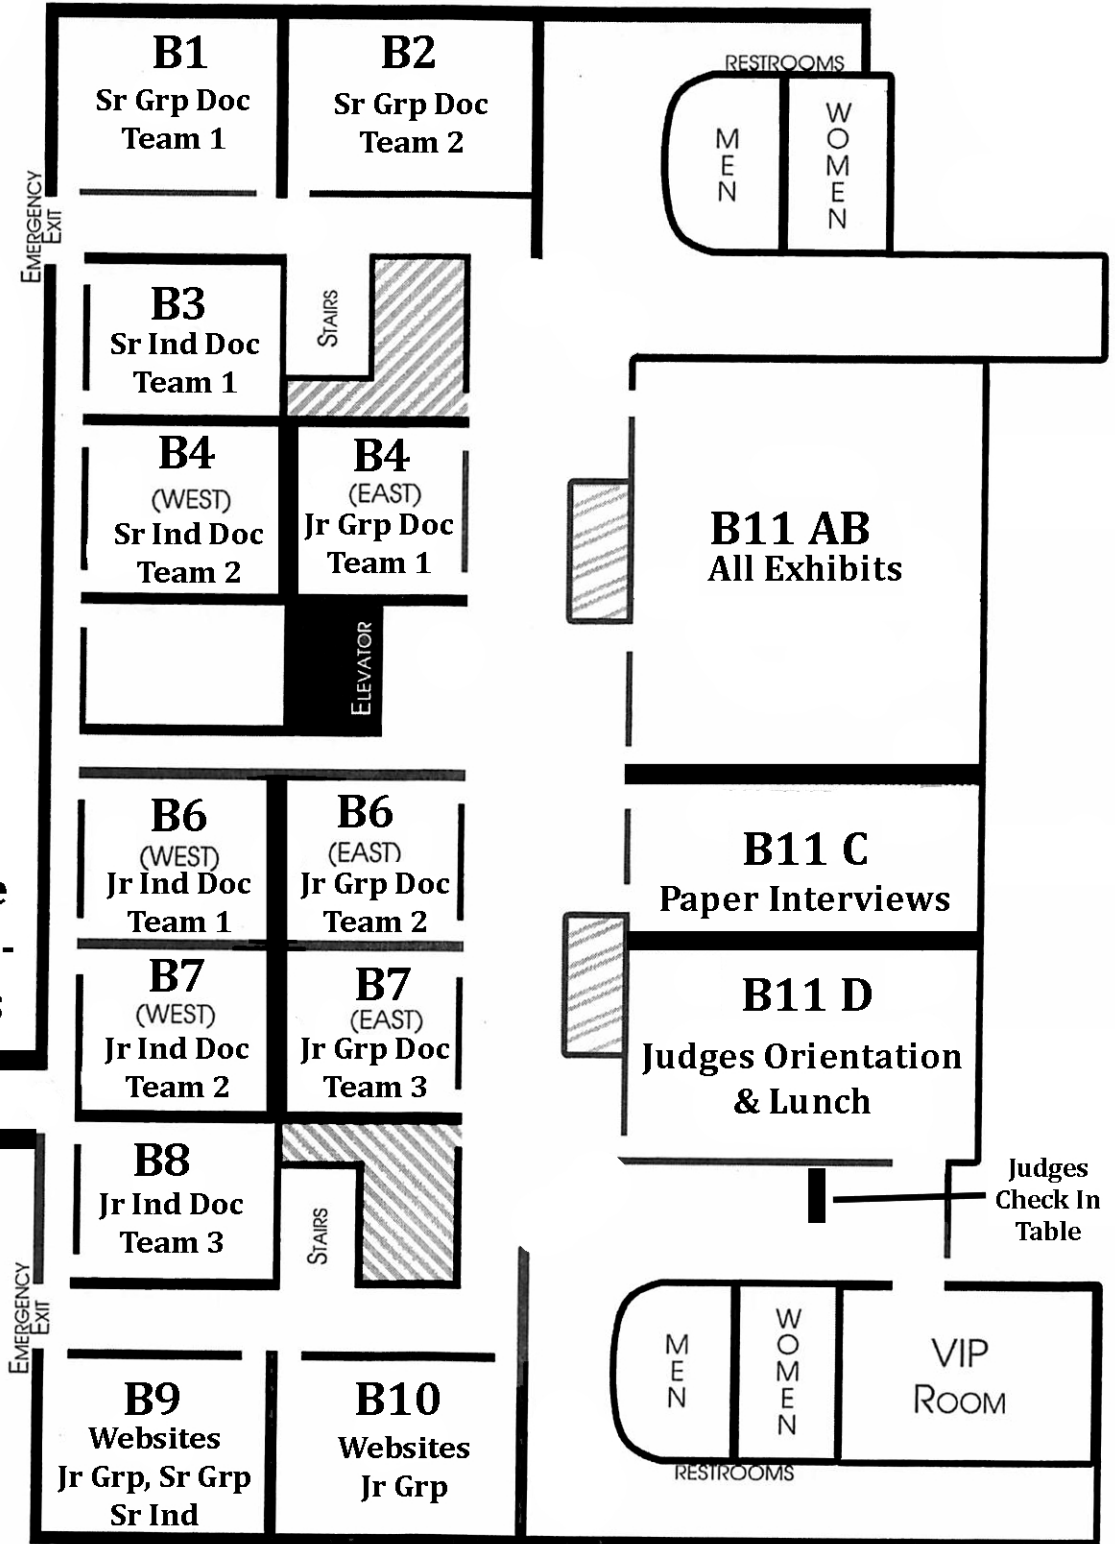 B1
Sr Grp Doc
Team 1
B2
Sr Grp Doc
Team 2
RESTROOMS
MEN
WOMEN
EMERGENCY
EXIT
B3
Sr Ind Doc
Team 1
STAIRS
B4
(WEST)
Sr Ind Doc
Team 2
B4
(EAST)
Jr Grp Doc
Team 1
B11 AB
All Exhibits
ELEVATOR
B6
(WEST)
Jr Ind Doc
Team 1
B6
(EAST)
Jr Grp Doc
Team 2
B11 C
Paper Interviews
e
-
B7
(WEST)
Jr Ind Doc
Team 2
B7
(EAST)
Jr Grp Doc
Team 3
B11 D
Judges Orientation
& Lunch
B8
Jr Ind Doc
Team 3
STAIRS
Judges
Check In
Table
EMERGENCY
EXIT
B9
Websites
Jr Grp, Sr Grp
Sr Ind
B10
Websites
Jr Grp
MEN
WOMEN
RESTROOMS
VIP
ROOM